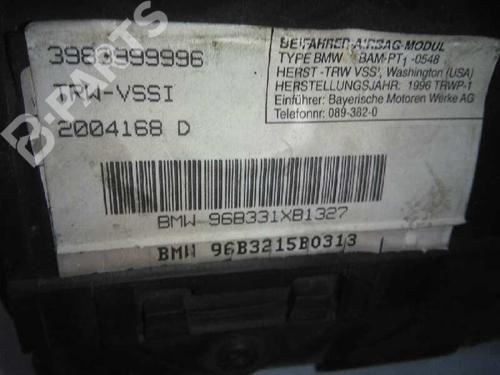 3983999996
TRW-VSSI
2004168 D
BEIFAHRER-AIRBAG-MODUL
TYPE BMW BAM-PT1-0548
HERST.-TRW VSSI, Washington (USA)
HERSTELLUNGSJAHR: 1996 TRWP-1
Einführer: Bayerische Motoren Werke AG
Telefonnr: 089-382-0
BMW 96B331XB1327
BMW 96B3215B0313
B-PARTS